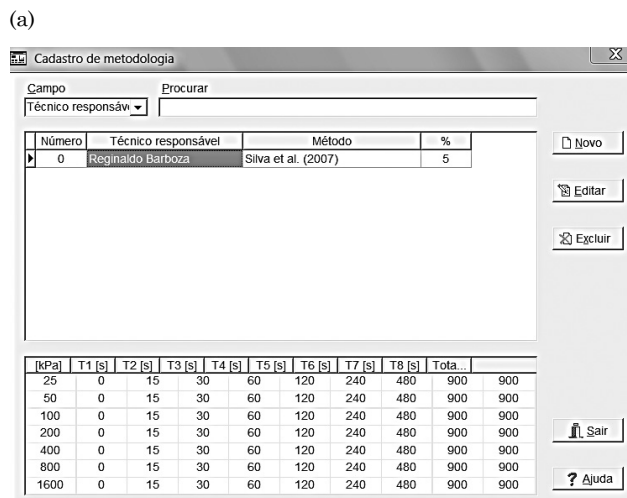 (a)
Cadastro de metodologia
Campo Procurar
Técnico responsáv
Número Técnico responsável Método %
0 Reginaldo Barboza Silva et al. (2007) 5
Novo
Editar
Excluir
[kPa] T1 [s] T2 [s] T3 [s] T4 [s] T5 [s] T6 [s] T7 [s] T8 [s] Tota...
25 0 15 30 60 120 240 480 900 900
50 0 15 30 60 120 240 480 900 900
100 0 15 30 60 120 240 480 900 900
200 0 15 30 60 120 240 480 900 900
400 0 15 30 60 120 240 480 900 900
800 0 15 30 60 120 240 480 900 900
1600 0 15 30 60 120 240 480 900 900
Sair
? Ajuda